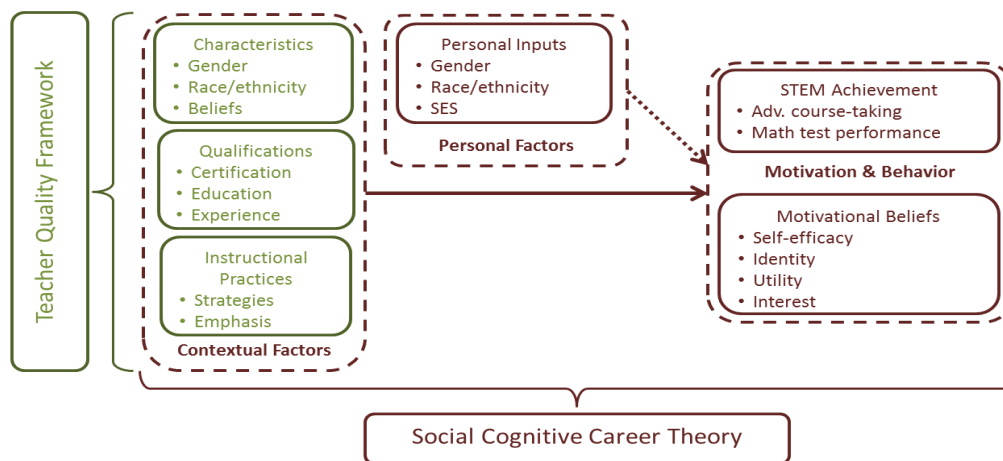 Teacher Quality Framework
Characteristics
• Gender
• Race/ethnicity
• Beliefs
Qualifications
• Certification
• Education
• Experience
Instructional
Practices
• Strategies
• Emphasis
Contextual Factors
Personal Inputs
• Gender
• Race/ethnicity
• SES
Personal Factors
STEM Achievement
• Adv. course-taking
• Math test performance
Motivation & Behavior
Motivational Beliefs
• Self-efficacy
• Identity
• Utility
• Interest
Social Cognitive Career Theory